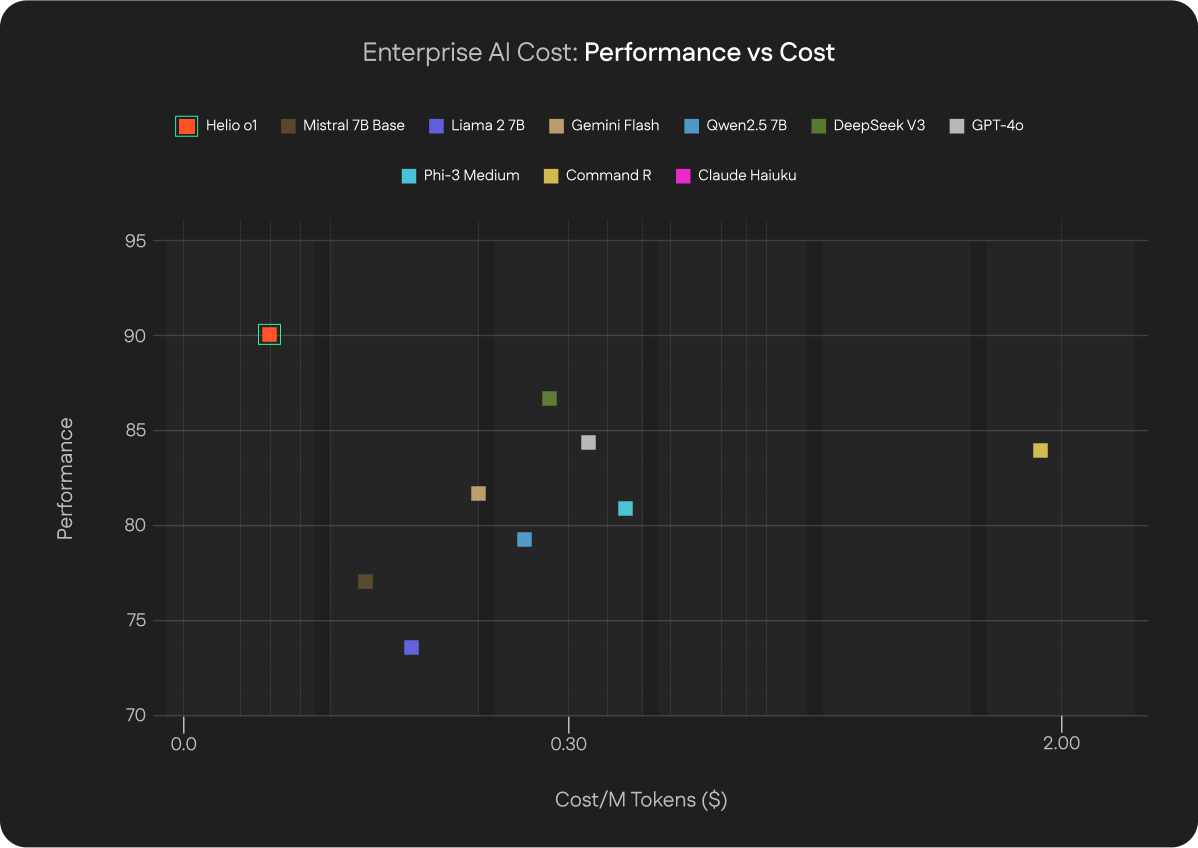 Enterprise AI Cost: Performance vs Cost
Helio o1 Mistral 7B Base Liama 2 7B Gemini Flash Qwen2.5 7B DeepSeek V3 GPT-4o
Phi-3 Medium Command R Claude Haiuku
95
90
85
80
75
70
Performance
0.0 0.30 2.00
Cost/M Tokens ($)